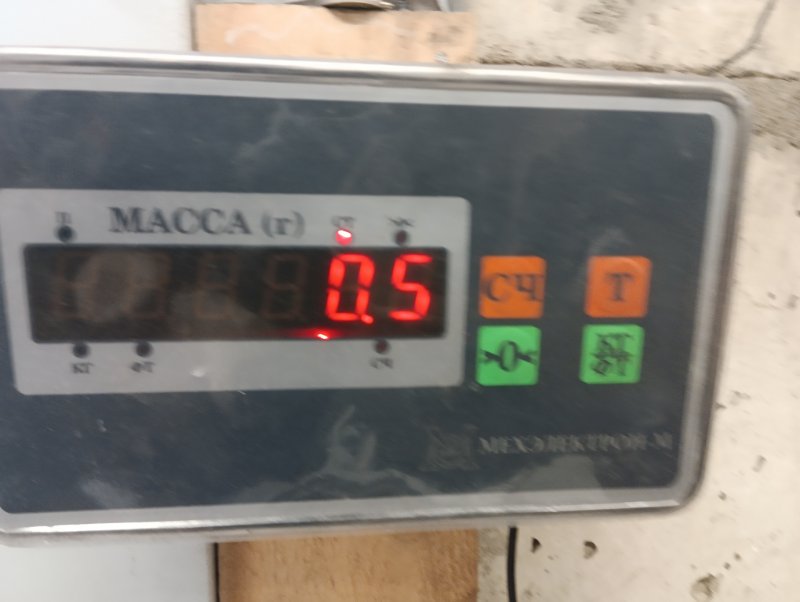 МАССА (г) СТ
0.5
СЧ Т
>0< КГ ФТ
КГ ФТ СЧ
МЕХЭЛЕКТРОН-М